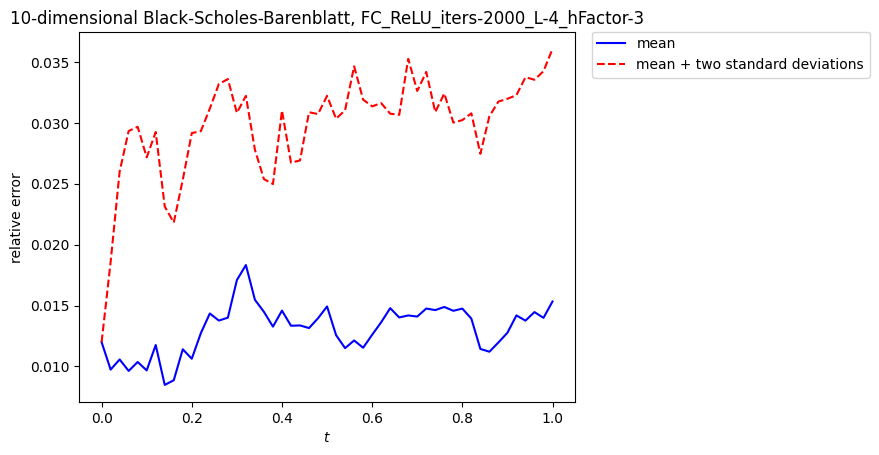 10-dimensional Black-Scholes-Barenblatt, FC_ReLU_iters-2000_L-4_hFactor-3
mean
mean + two standard deviations
relative error
0.035
0.030
0.025
0.020
0.015
0.010
0.0 0.2 0.4 0.6 0.8 1.0
t